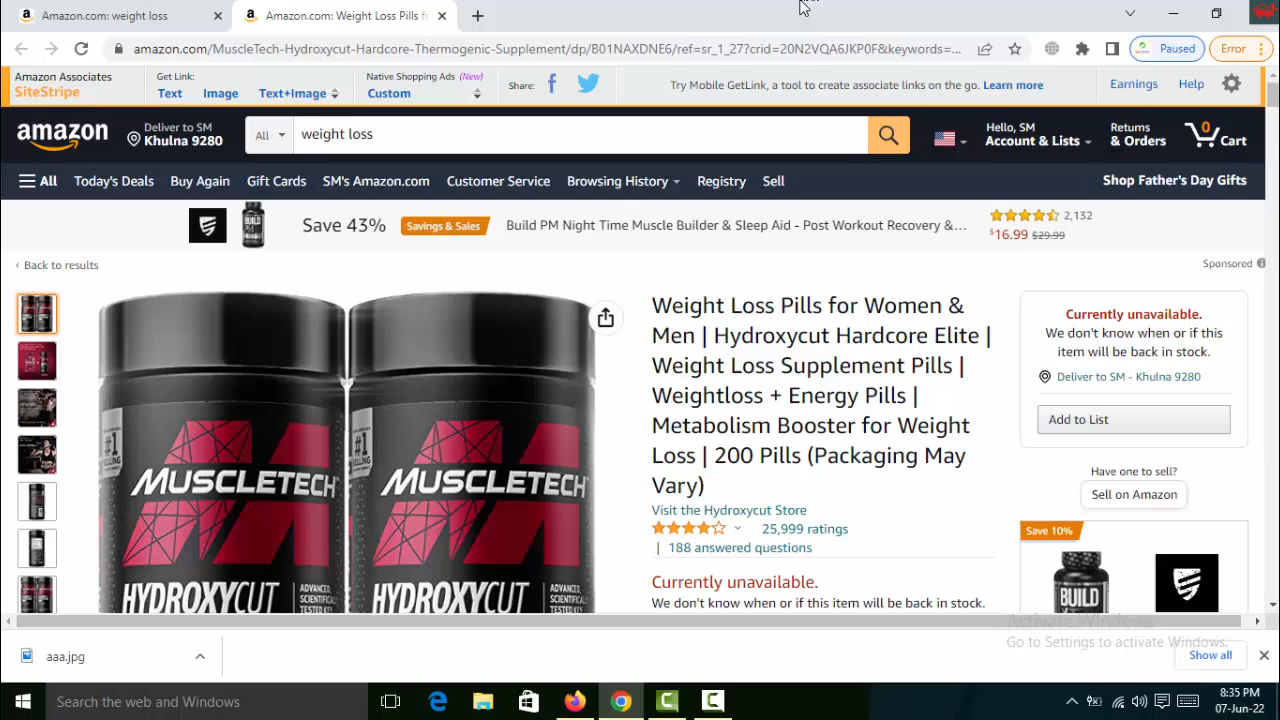 Amazon.com: weight loss
Amazon.com: Weight Loss Pills fo
amazon.com/MuscleTech-Hydroxycut-Hardcore-Thermogenic-Supplement/dp/B01NAXDNE6/ref=sr_1_27?crid=20N2VQA6JKP0F&keywords=...
Paused
Error
Amazon Associates
SiteStripe
Get Link:
Text
Image
Text+Image
Native Shopping Ads (New)
Custom
Share:
Try Mobile GetLink, a tool to create associate links on the go. Learn more
Earnings
Help
amazon
Deliver to SM
Khulna 9280
All
weight loss
Hello, SM
Account & Lists
Returns
& Orders
0
Cart
All
Today's Deals
Buy Again
Gift Cards
SM's Amazon.com
Customer Service
Browsing History
Registry
Sell
Shop Father's Day Gifts
BUILD
Save 43%
Savings & Sales
Build PM Night Time Muscle Builder & Sleep Aid - Post Workout Recovery &...
2,132
$16.99 $29.99
‹ Back to results
Sponsored
#1
MUSCLETECH
HYDROXYCUT
ADVANCED,
#1
MUSCLETECH
HYDROXYCUT
ADVANCED,
Weight Loss Pills for Women &
Men | Hydroxycut Hardcore Elite |
Weight Loss Supplement Pills |
Weightloss + Energy Pills |
Metabolism Booster for Weight
Loss | 200 Pills (Packaging May
Vary)
Visit the Hydroxycut Store
25,999 ratings
| 188 answered questions
Currently unavailable.
We don't know when or if this item will be back in stock.
Currently unavailable.
We don't know when or if this
item will be back in stock.
Deliver to SM - Khulna 9280
Add to List
Have one to sell?
Sell on Amazon
Save 10%
BUILD
Activate Windows
Go to Settings to activate Windows.
aaa.jpg
Show all
Search the web and Windows
8:35 PM
07-Jun-22